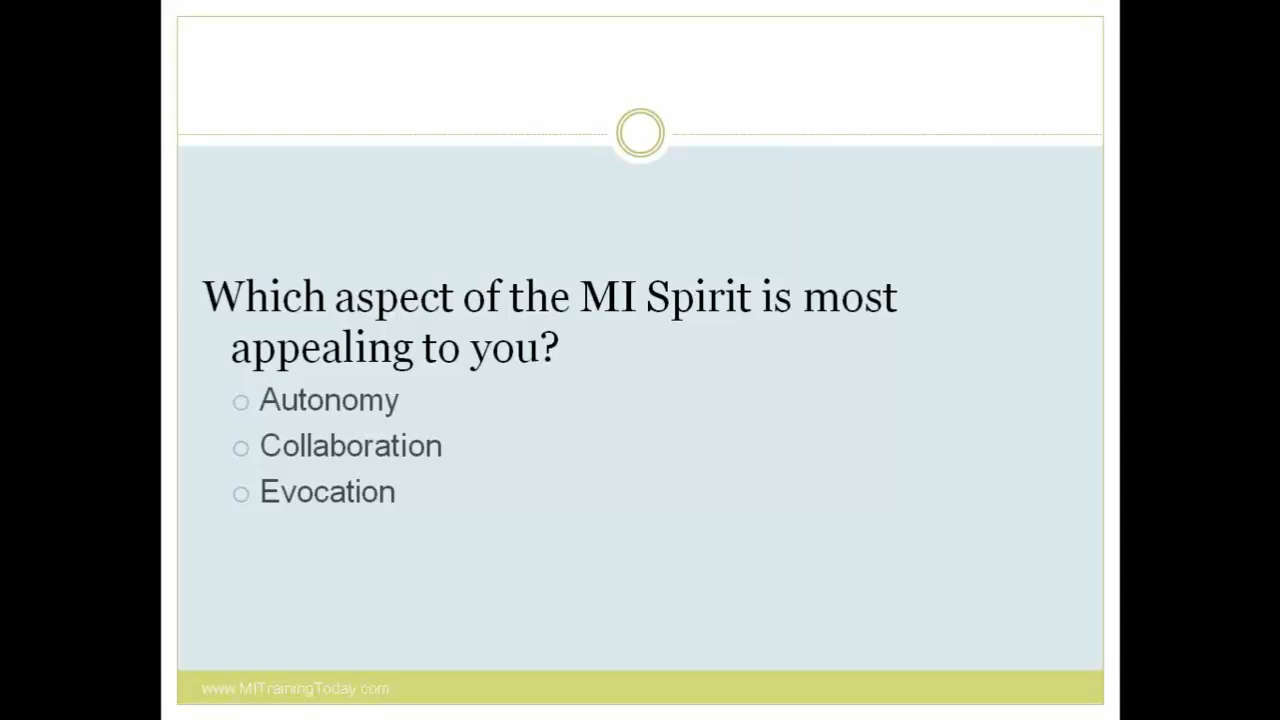 Which aspect of the MI Spirit is most
appealing to you?
Autonomy
Collaboration
Evocation
www.MITrainingToday.com